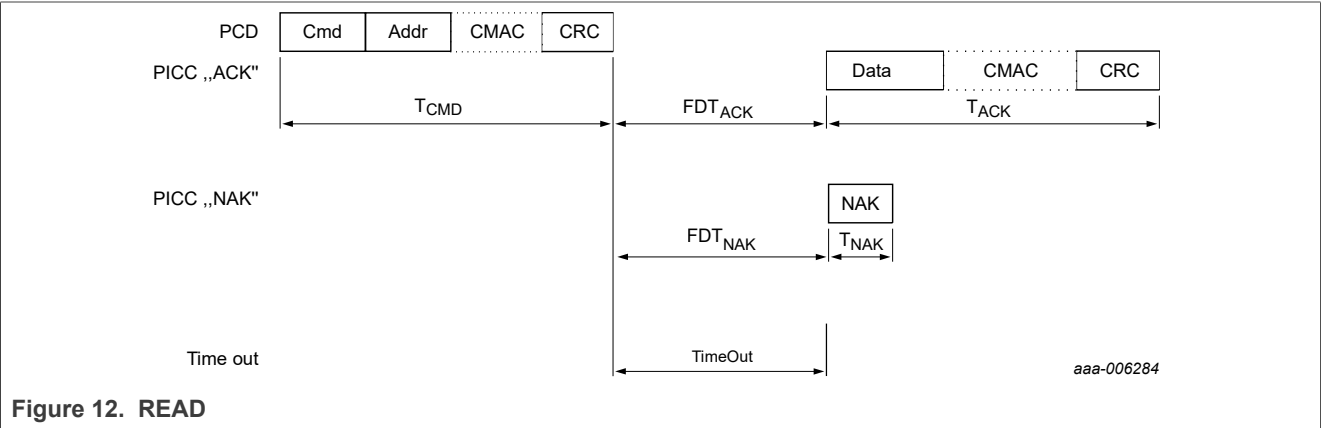 PCD Cmd Addr CMAC CRC
PICC ,,ACK" Data CMAC CRC
TCMD FDTACK TACK
PICC ,,NAK" NAK
FDTNAK TNAK
Time out TimeOut aaa-006284
Figure 12. READ